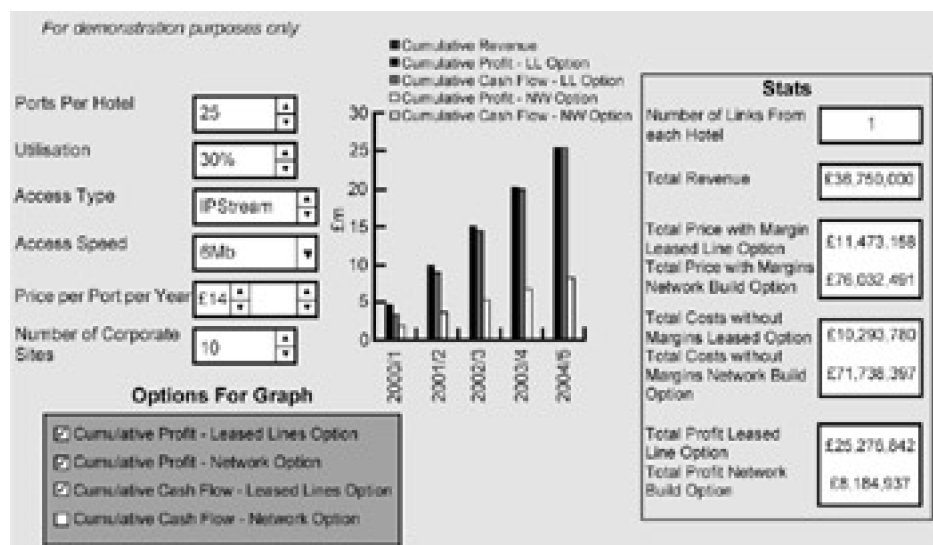 For demonstration purposes only
Cumulative Revenue
Cumulative Profit - LL Option
Cumulative Cash Flow - LL Option
Cumulative Profit - NW Option
Cumulative Cash Flow - NW Option
Ports Per Hotel
25
Utilisation
30%
Access Type
IPStream
Access Speed
6Mb
Price per Port per Year
£14
Number of Corporate
Sites
10
£m
30
25
20
15
10
5
0
2000/1
2001/2
2002/3
2003/4
2004/5
Options For Graph
Cumulative Profit - Leased Lines Option
Cumulative Profit - Network Option
Cumulative Cash Flow - Leased Lines Option
Cumulative Cash Flow - Network Option
Stats
Number of Links From
each Hotel
1
Total Revenue
£36,750,000
Total Price with Margin
Leased Line Option
£11,473,158
Total Price with Margins
Network Build Option
£76,032,491
Total Costs without
Margins Leased Option
£10,293,780
Total Costs without
Margins Network Build
Option
£71,738,397
Total Profit Leased
Line Option
£25,276,842
Total Profit Network
Build Option
£8,184,937